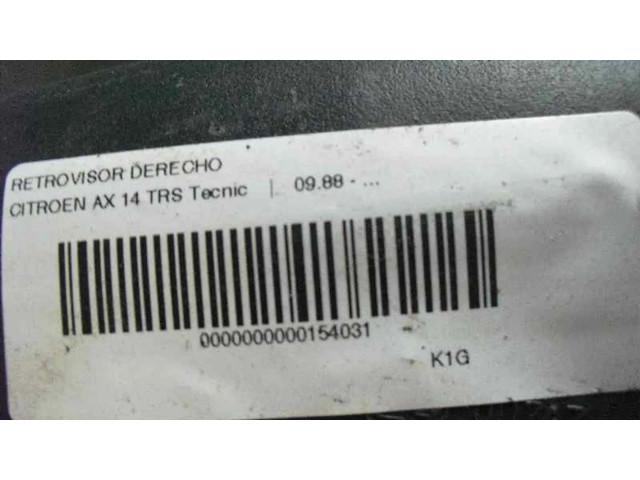 RETROVISOR DERECHO
CITROEN AX 14 TRS Tecnic | 09.88 - ...
0000000000154031
K1G